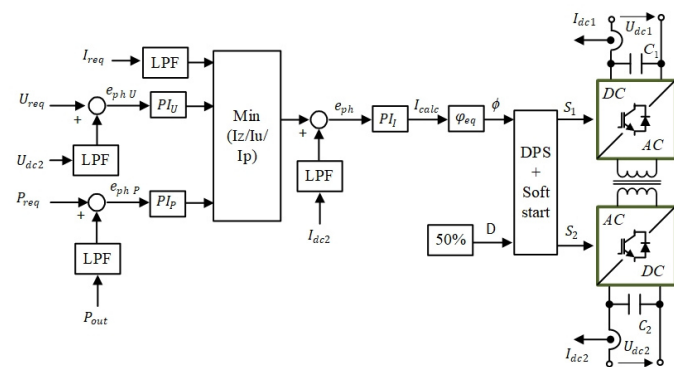 I_req
LPF
U_req
+
e_ph U
PI_U
U_dc2
LPF
P_req
+
e_ph P
PI_P
LPF
P_out
Min
(Iz/Iu/
Ip)
+
e_ph
PI_I
I_calc
φ_eq
ϕ
LPF
I_dc2
50%
D
DPS
+
Soft
start
S_1
S_2
I_dc1
U_dc1
C_1
DC
AC
AC
DC
C_2
U_dc2
I_dc2